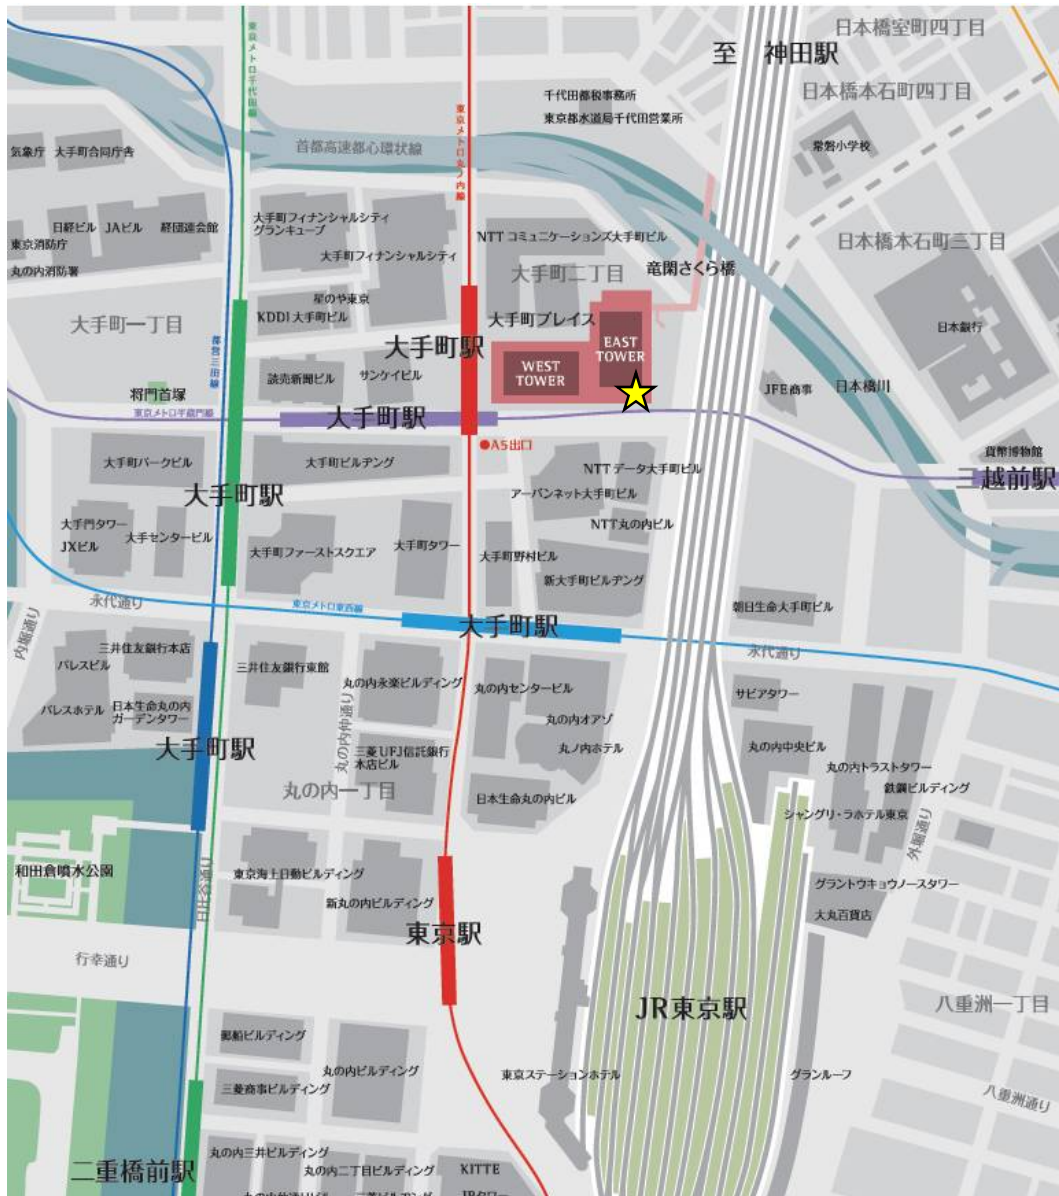 日本橋室町四丁目
至 神田駅
東京メトロ千代田線
日本橋本石町四丁目
千代田都税事務所
東京都水道局千代田営業所
東京メトロ丸ノ内線
首都高速都心環状線
常磐小学校
気象庁
大手町合同庁舎
大手町フィナンシャルシティ
グランキューブ
日経ビル
JAビル
経団連会館
NTTコミュニケーションズ大手町ビル
日本橋本石町三丁目
東京消防庁
大手町フィナンシャルシティ
丸の内消防署
大手町二丁目
竜閑さくら橋
星のや東京
KDDI大手町ビル
大手町プレイス
大手町一丁目
日本銀行
都営三田線
大手町駅
EAST
TOWER
WEST
TOWER
読売新聞ビル
サンケイビル
将門首塚
JFE商事
日本橋川
東京メトロ半蔵門線
大手町駅
●A5出口
貨幣博物館
三越前駅
大手町パークビル
大手町ビルヂング
NTTデータ大手町ビル
大手町駅
アーバンネット大手町ビル
大手門タワー
JXビル
大手センタービル
NTT丸の内ビル
大手町ファーストスクエア
大手町タワー
大手町野村ビル
新大手町ビルヂング
永代通り
東京メトロ東西線
朝日生命大手町ビル
内堀通り
大手町駅
永代通り
三井住友銀行本店
パレスビル
三井住友銀行東館
丸の内永楽ビルディング
丸の内センタービル
サピアタワー
パレスホテル
日本生命丸の内
ガーデンタワー
丸の内仲通り
丸の内オアゾ
大手町駅
三菱UFJ信託銀行
本店ビル
丸ノ内ホテル
丸の内中央ビル
丸の内トラストタワー
丸の内一丁目
日本生命丸の内ビル
鉄鋼ビルディング
シャングリ・ラホテル東京
外堀通り
和田倉噴水公園
日比谷通り
東京海上日動ビルディング
グラントウキョウノースタワー
新丸の内ビルディング
大丸百貨店
東京駅
行幸通り
JR東京駅
八重洲一丁目
郵船ビルディング
丸の内ビルディング
東京ステーションホテル
グランルーフ
三菱商事ビルディング
八重洲通り
丸の内三井ビルディング
二重橋前駅
丸の内二丁目ビルディング
KITTE
JPタワー